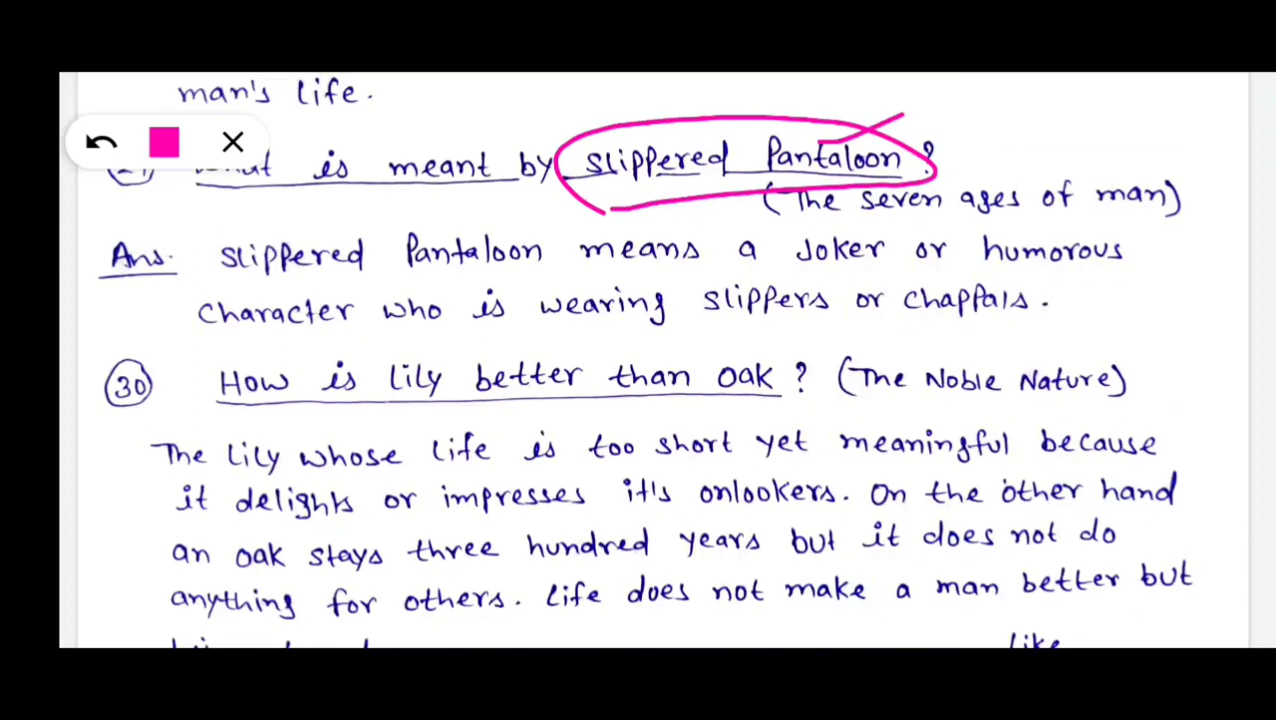 man's life.
is meant by slippered Pantaloon ?
(The seven ages of man)
Ans. slippered Pantaloon means a Joker or humorous
character who is wearing slippers or chappals.
30 How is lily better than oak ? (The Noble Nature)
The Lily whose life is too short yet meaningful because
it delights or impresses it's onlookers. On the other hand
an oak stays three hundred years but it does not do
anything for others. Life does not make a man better but
like